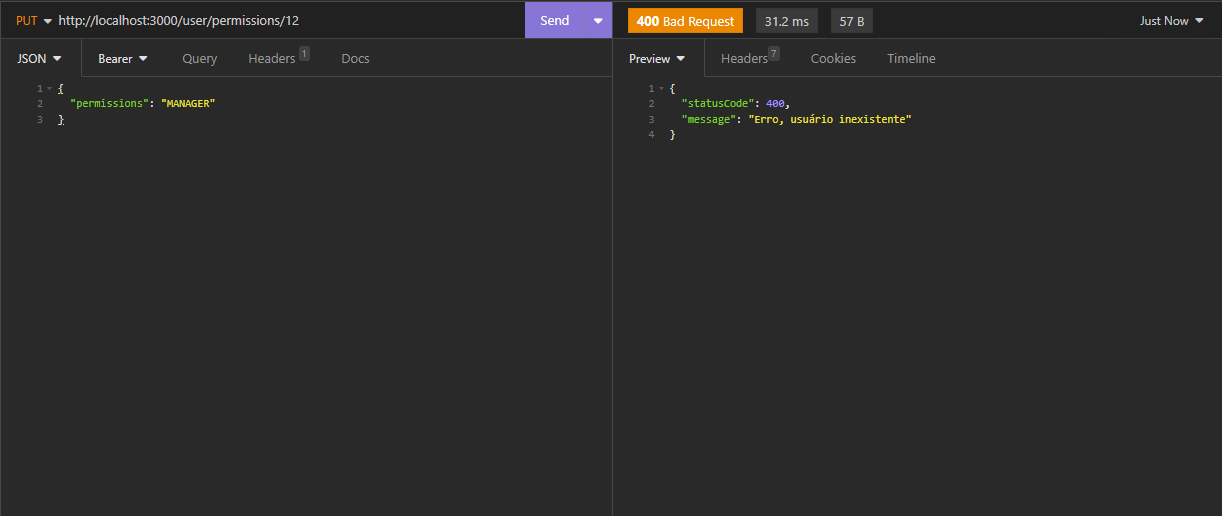 PUT http://localhost:3000/user/permissions/12 Send 400 Bad Request 31.2 ms 57 B Just Now
JSON Bearer Query Headers 1 Docs Preview Headers 7 Cookies Timeline
1 {
2 "permissions": "MANAGER"
3 }
1 {
2 "statusCode": 400,
3 "message": "Erro, usuário inexistente"
4 }